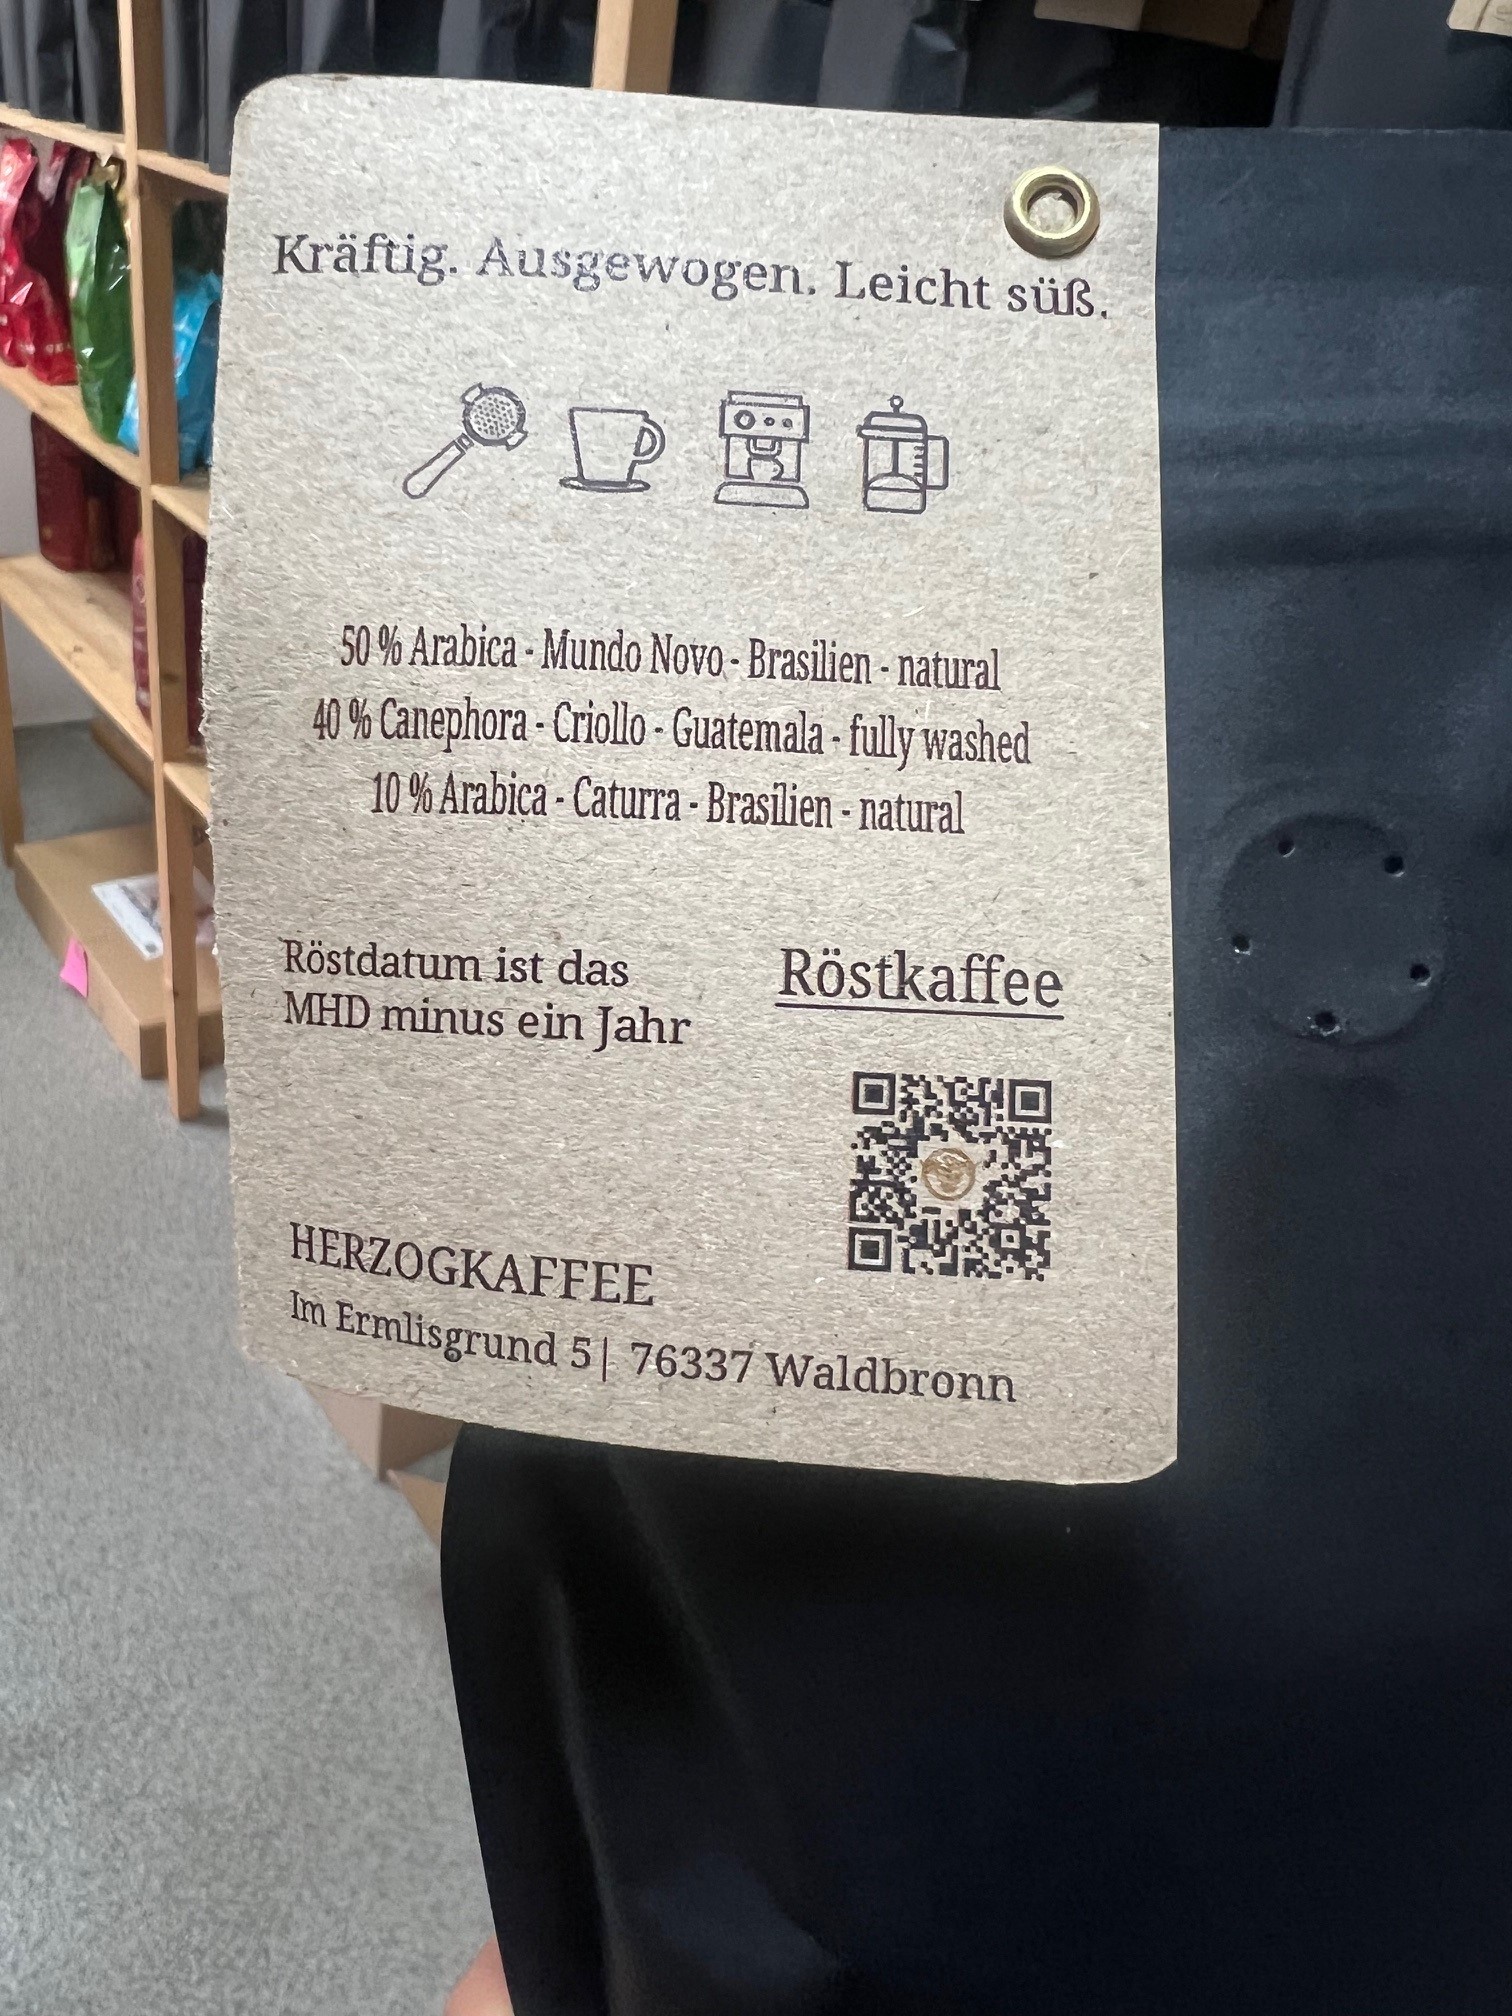 Kräftig. Ausgewogen. Leicht süß.
50 % Arabica - Mundo Novo - Brasilien - natural
40 % Canephora - Criollo - Guatemala - fully washed
10 % Arabica - Caturra - Brasilien - natural
Röstdatum ist das
MHD minus ein Jahr
Röstkaffee
HERZOGKAFFEE
Im Ermlisgrund 5| 76337 Waldbronn